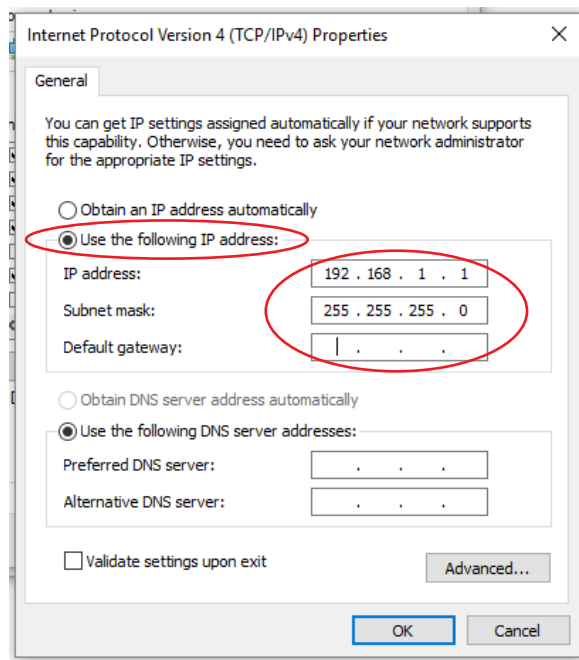 Internet Protocol Version 4 (TCP/IPv4) Properties
General
You can get IP settings assigned automatically if your network supports
this capability. Otherwise, you need to ask your network administrator
for the appropriate IP settings.
Obtain an IP address automatically
Use the following IP address:
IP address: 192 . 168 . 1 . 1
Subnet mask: 255 . 255 . 255 . 0
Default gateway: . . .
Obtain DNS server address automatically
Use the following DNS server addresses:
Preferred DNS server: . . .
Alternative DNS server: . . .
Validate settings upon exit
Advanced...
OK Cancel